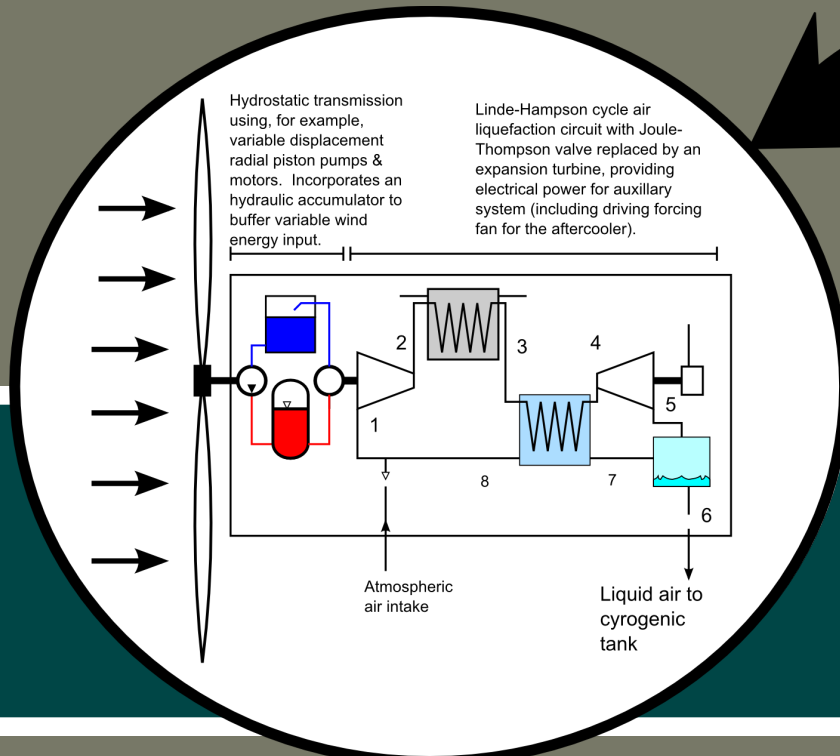 Hydrostatic transmission
using, for example,
variable displacement
radial piston pumps &
motors.  Incorporates an
hydraulic accumulator to
buffer variable wind
energy input.
Linde-Hampson cycle air
liquefaction circuit with Joule-
Thompson valve replaced by an
expansion turbine, providing
electrical power for auxillary
system (including driving forcing
fan for the aftercooler).
2
3
4
1
5
8
7
6
Atmospheric
air intake
Liquid air to
cyrogenic
tank